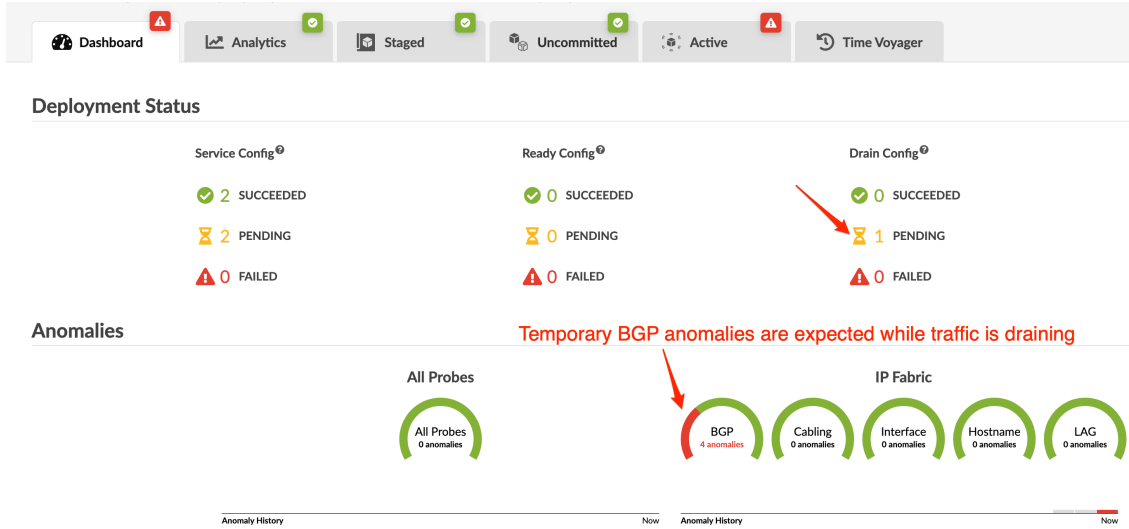 Dashboard
Analytics
Staged
Uncommitted
Active
Time Voyager
Deployment Status
Service Config
Ready Config
Drain Config
2 SUCCEEDED
0 SUCCEEDED
0 SUCCEEDED
2 PENDING
0 PENDING
1 PENDING
0 FAILED
0 FAILED
0 FAILED
Anomalies
Temporary BGP anomalies are expected while traffic is draining
All Probes
IP Fabric
All Probes
0 anomalies
BGP
4 anomalies
Cabling
0 anomalies
Interface
0 anomalies
Hostname
0 anomalies
LAG
0 anomalies
Anomaly History
Now
Anomaly History
Now